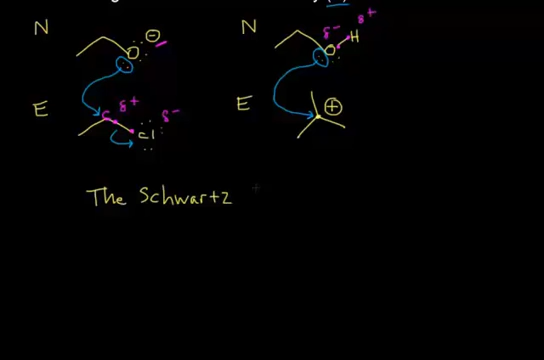 N
O ⊖
N
δ- δ+
O H
E
C δ+ δ-
Cl
E
⊕
The Schwartz